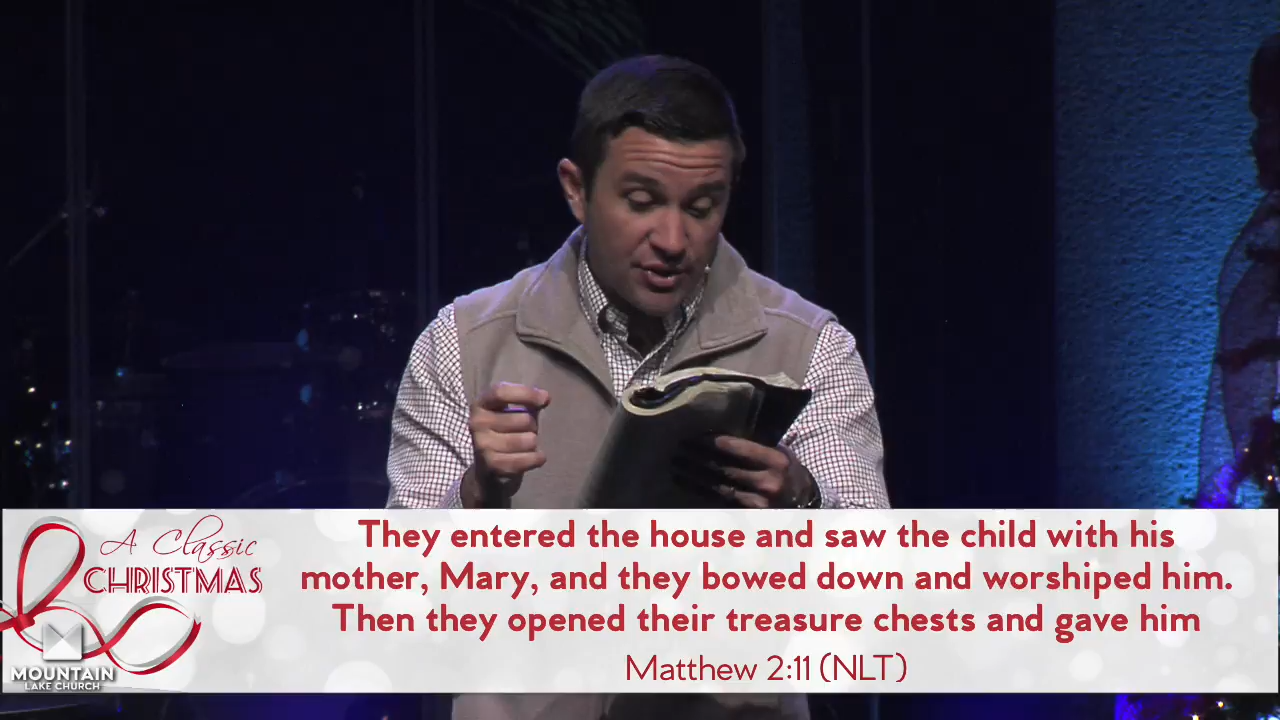 A Classic
CHRISTMAS
MOUNTAIN
LAKE CHURCH
They entered the house and saw the child with his
mother, Mary, and they bowed down and worshiped him.
Then they opened their treasure chests and gave him
Matthew 2:11 (NLT)